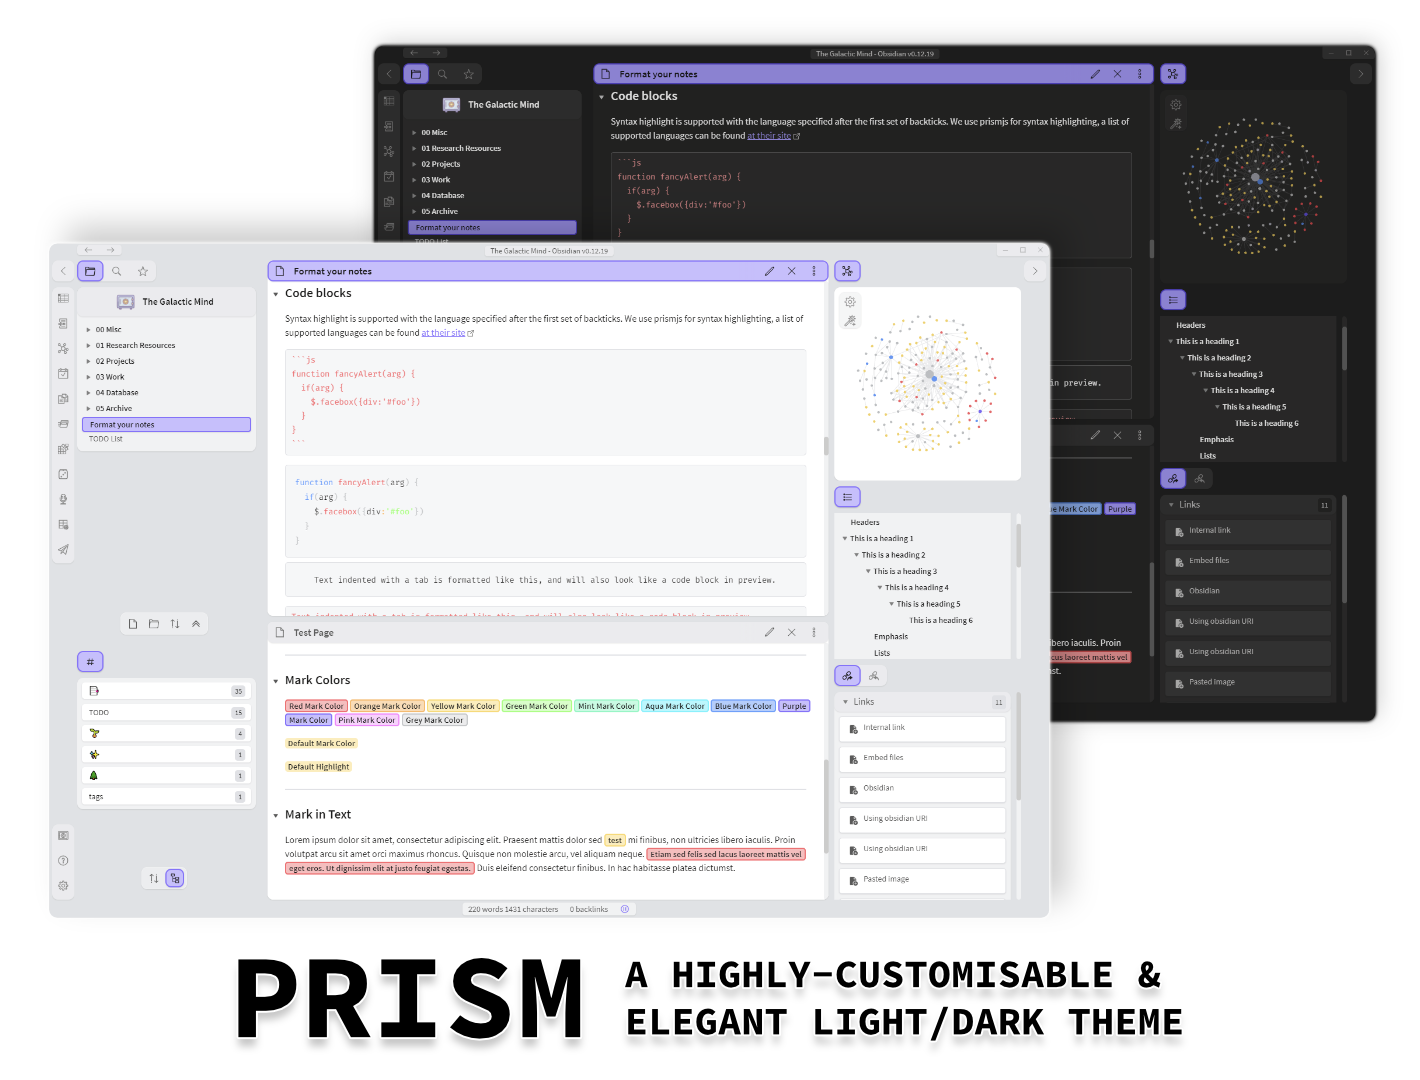 The Galactic Mind - Obsidian v0.12.19
Format your notes
The Galactic Mind
Code blocks
00 Misc
01 Research Resources
02 Projects
03 Work
04 Database
05 Archive
Format your notes
TODO List
Syntax highlight is supported with the language specified after the first set of backticks. We use prismjs for syntax highlighting, a list of
supported languages can be found at their site
```js
function fancyAlert(arg) {
if(arg) {
$.facebox({div:'#foo'})
}
}
in preview.
Headers
This is a heading 1
This is a heading 2
This is a heading 3
This is a heading 4
This is a heading 5
This is a heading 6
Emphasis
Lists
Mark Color
Purple
ibero iaculis. Proin
cus laoreet mattis vel
st.
Links
11
Internal link
Embed files
Obsidian
Using obsidian URI
Using obsidian URI
Pasted image
The Galactic Mind - Obsidian v0.12.19
The Galactic Mind
00 Misc
01 Research Resources
02 Projects
03 Work
04 Database
05 Archive
Format your notes
TODO List
#
35
TODO 15
4
1
1
tags 1
Format your notes
Code blocks
Syntax highlight is supported with the language specified after the first set of backticks. We use prismjs for syntax highlighting, a list of
supported languages can be found at their site
```js
function fancyAlert(arg) {
if(arg) {
$.facebox({div:'#foo'})
}
}
```
function fancyAlert(arg) {
if(arg) {
$.facebox({div:'#foo'})
}
}
Text indented with a tab is formatted like this, and will also look like a code block in preview.
Text indented with a tab is formatted like this, and will also look like a code block in preview.
Test Page
Mark Colors
Red Mark Color Orange Mark Color Yellow Mark Color Green Mark Color Mint Mark Color Aqua Mark Color Blue Mark Color Purple
Mark Color Pink Mark Color Grey Mark Color
Default Mark Color
Default Highlight
Mark in Text
Lorem ipsum dolor sit amet, consectetur adipiscing elit. Praesent mattis dolor sed test mi finibus, non ultricies libero iaculis. Proin
volutpat arcu sit amet orci maximus rhoncus. Quisque non molestie arcu, vel aliquam neque. Etiam sed felis sed lacus laoreet mattis vel
eget eros. Ut dignissim elit at justo feugiat egestas. Duis eleifend consectetur finibus. In hac habitasse platea dictumst.
220 words 1431 characters 0 backlinks
Headers
This is a heading 1
This is a heading 2
This is a heading 3
This is a heading 4
This is a heading 5
This is a heading 6
Emphasis
Lists
Links 11
Internal link
Embed files
Obsidian
Using obsidian URI
Using obsidian URI
Pasted image
PRISM
A HIGHLY-CUSTOMISABLE &
ELEGANT LIGHT/DARK THEME